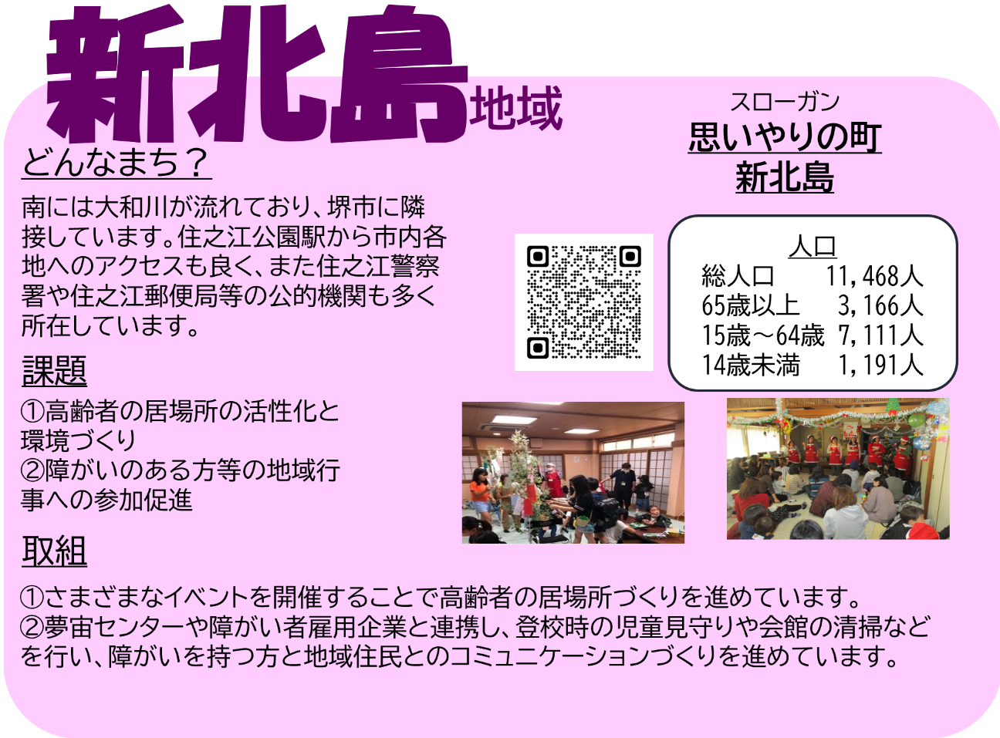 新北島地域
スローガン
思いやりの町
新北島
どんなまち？
南には大和川が流れており、堺市に隣
接しています。住之江公園駅から市内各
地へのアクセスも良く、また住之江警察
署や住之江郵便局等の公的機関も多く
所在しています。
人口
総人口 11,468人
65歳以上 3,166人
15歳～64歳 7,111人
14歳未満 1,191人
課題
①高齢者の居場所の活性化と
環境づくり
②障がいのある方等の地域行
事への参加促進
取組
①さまざまなイベントを開催することで高齢者の居場所づくりを進めています。
②夢宙センターや障がい者雇用企業と連携し、登校時の児童見守りや会館の清掃など
を行い、障がいを持つ方と地域住民とのコミュニケーションづくりを進めています。